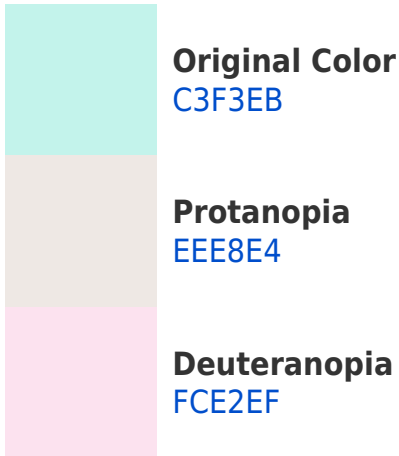 Original Color
C3F3EB
Protanopia
EEE8E4
Deuteranopia
FCE2EF